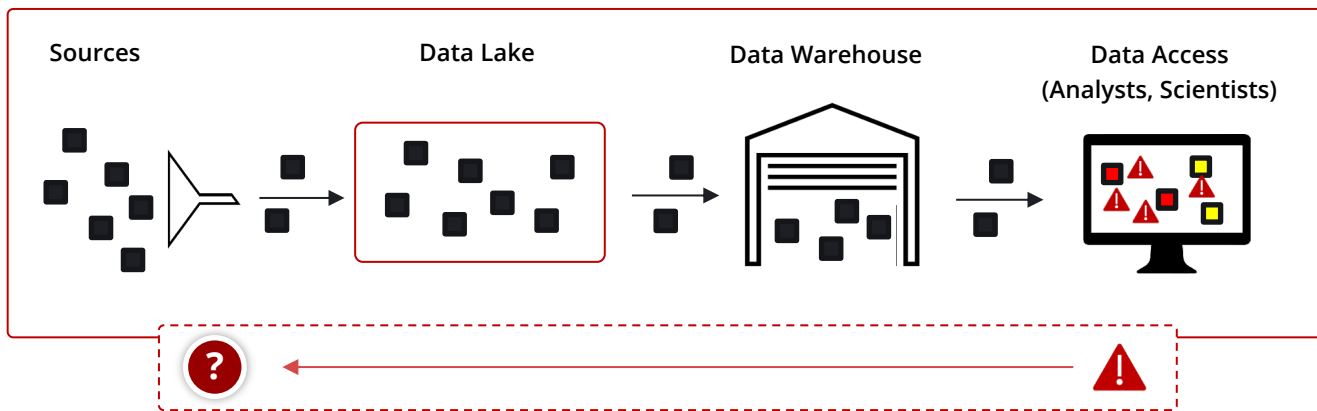 Sources
Data Lake
Data Warehouse
Data Access
(Analysts, Scientists)
!
!
!
!
?
!